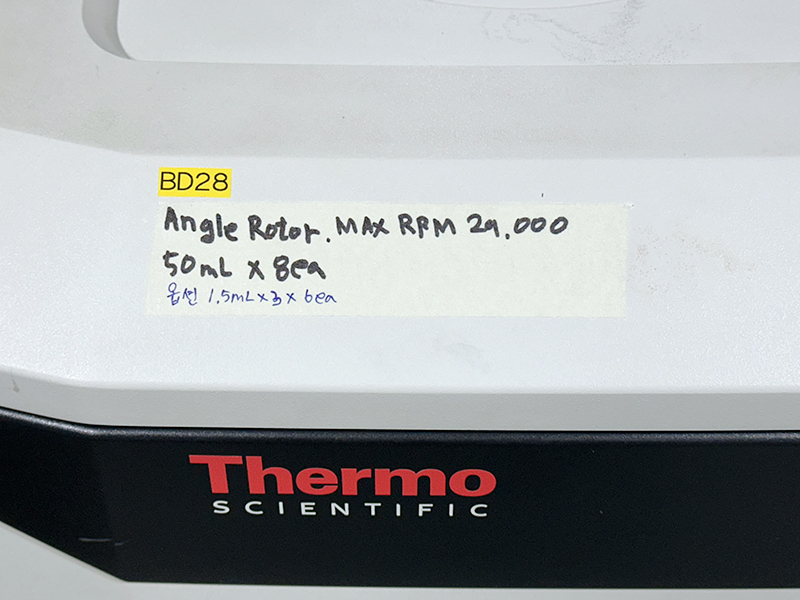 BD28
Angle Rotor. MAX RPM 29.000
50mL x 8ea
옵션 1.5mL x 3 x 6ea
Thermo
SCIENTIFIC